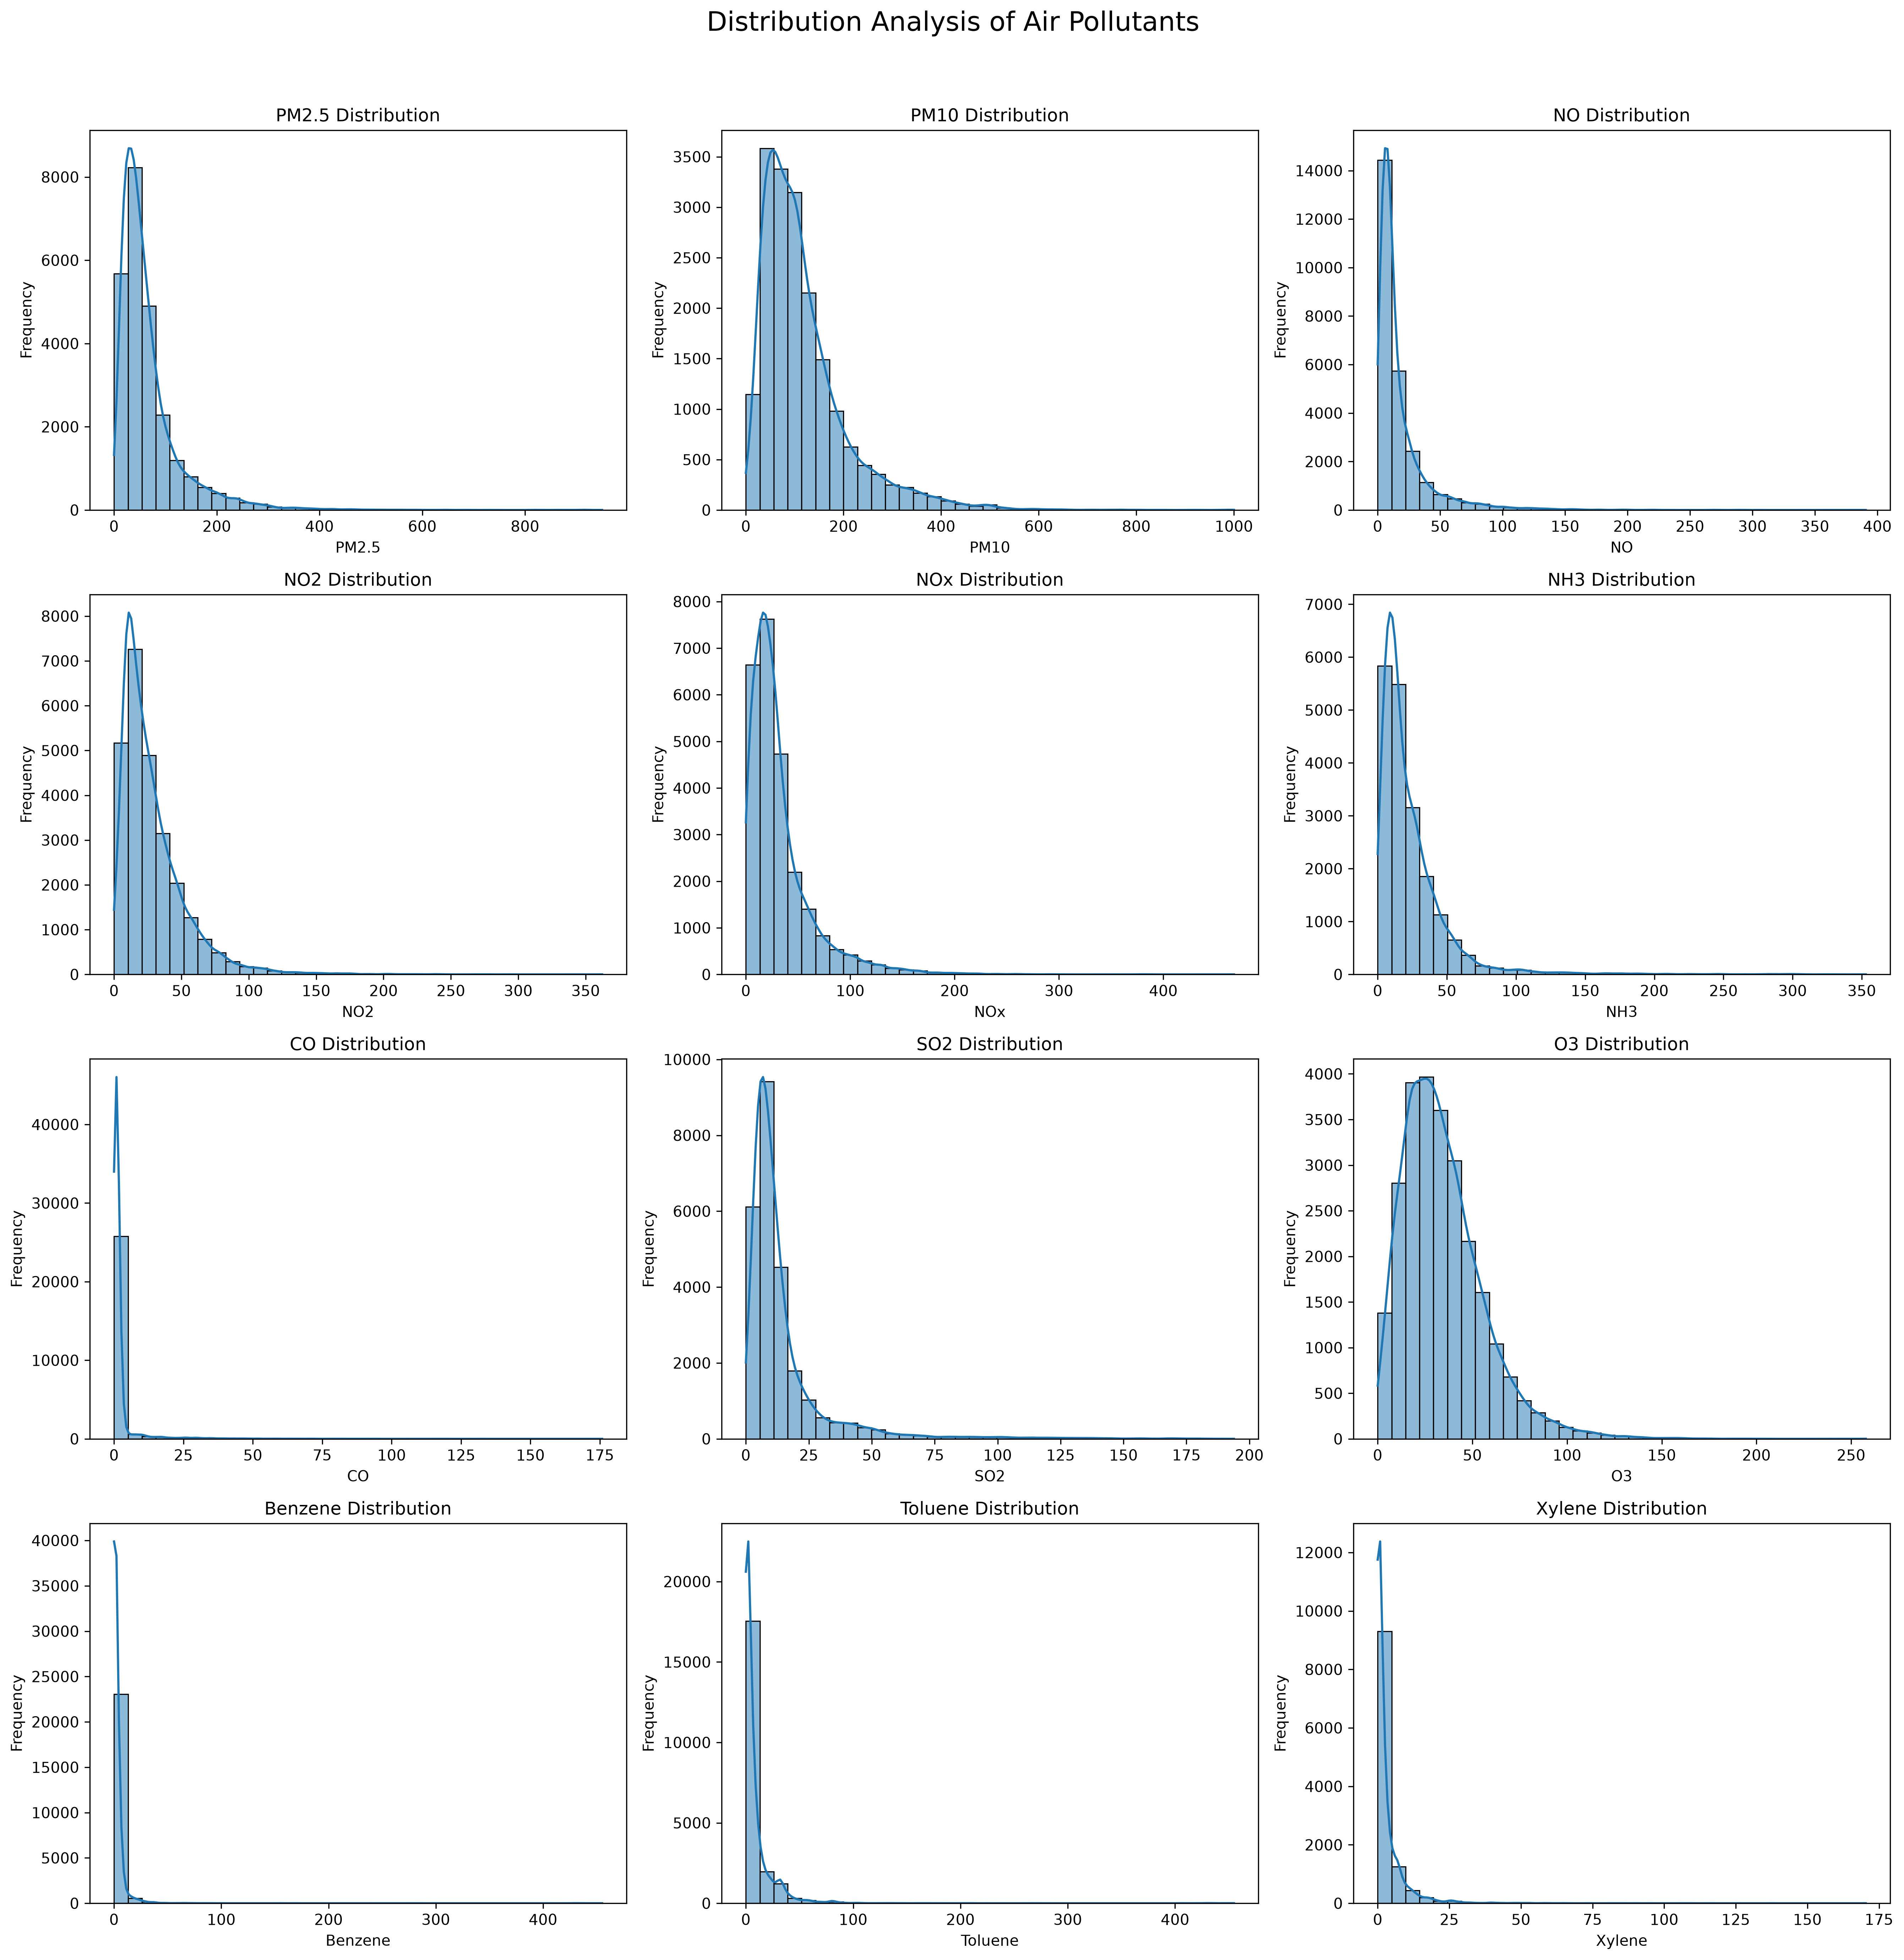 Distribution Analysis of Air Pollutants
PM2.5 Distribution
Frequency
8000
6000
4000
2000
0
0 200 400 600 800
PM2.5
PM10 Distribution
Frequency
3500
3000
2500
2000
1500
1000
500
0
0 200 400 600 800 1000
PM10
NO Distribution
Frequency
14000
12000
10000
8000
6000
4000
2000
0
0 50 100 150 200 250 300 350 400
NO
NO2 Distribution
Frequency
8000
7000
6000
5000
4000
3000
2000
1000
0
0 50 100 150 200 250 300 350
NO2
NOx Distribution
Frequency
8000
7000
6000
5000
4000
3000
2000
1000
0
0 100 200 300 400
NOx
NH3 Distribution
Frequency
7000
6000
5000
4000
3000
2000
1000
0
0 50 100 150 200 250 300 350
NH3
CO Distribution
Frequency
40000
30000
20000
10000
0
0 25 50 75 100 125 150 175
CO
SO2 Distribution
Frequency
10000
8000
6000
4000
2000
0
0 25 50 75 100 125 150 175 200
SO2
O3 Distribution
Frequency
4000
3500
3000
2500
2000
1500
1000
500
0
0 50 100 150 200 250
O3
Benzene Distribution
Frequency
40000
35000
30000
25000
20000
15000
10000
5000
0
0 100 200 300 400
Benzene
Toluene Distribution
Frequency
20000
15000
10000
5000
0
0 100 200 300 400
Toluene
Xylene Distribution
Frequency
12000
10000
8000
6000
4000
2000
0
0 25 50 75 100 125 150 175
Xylene